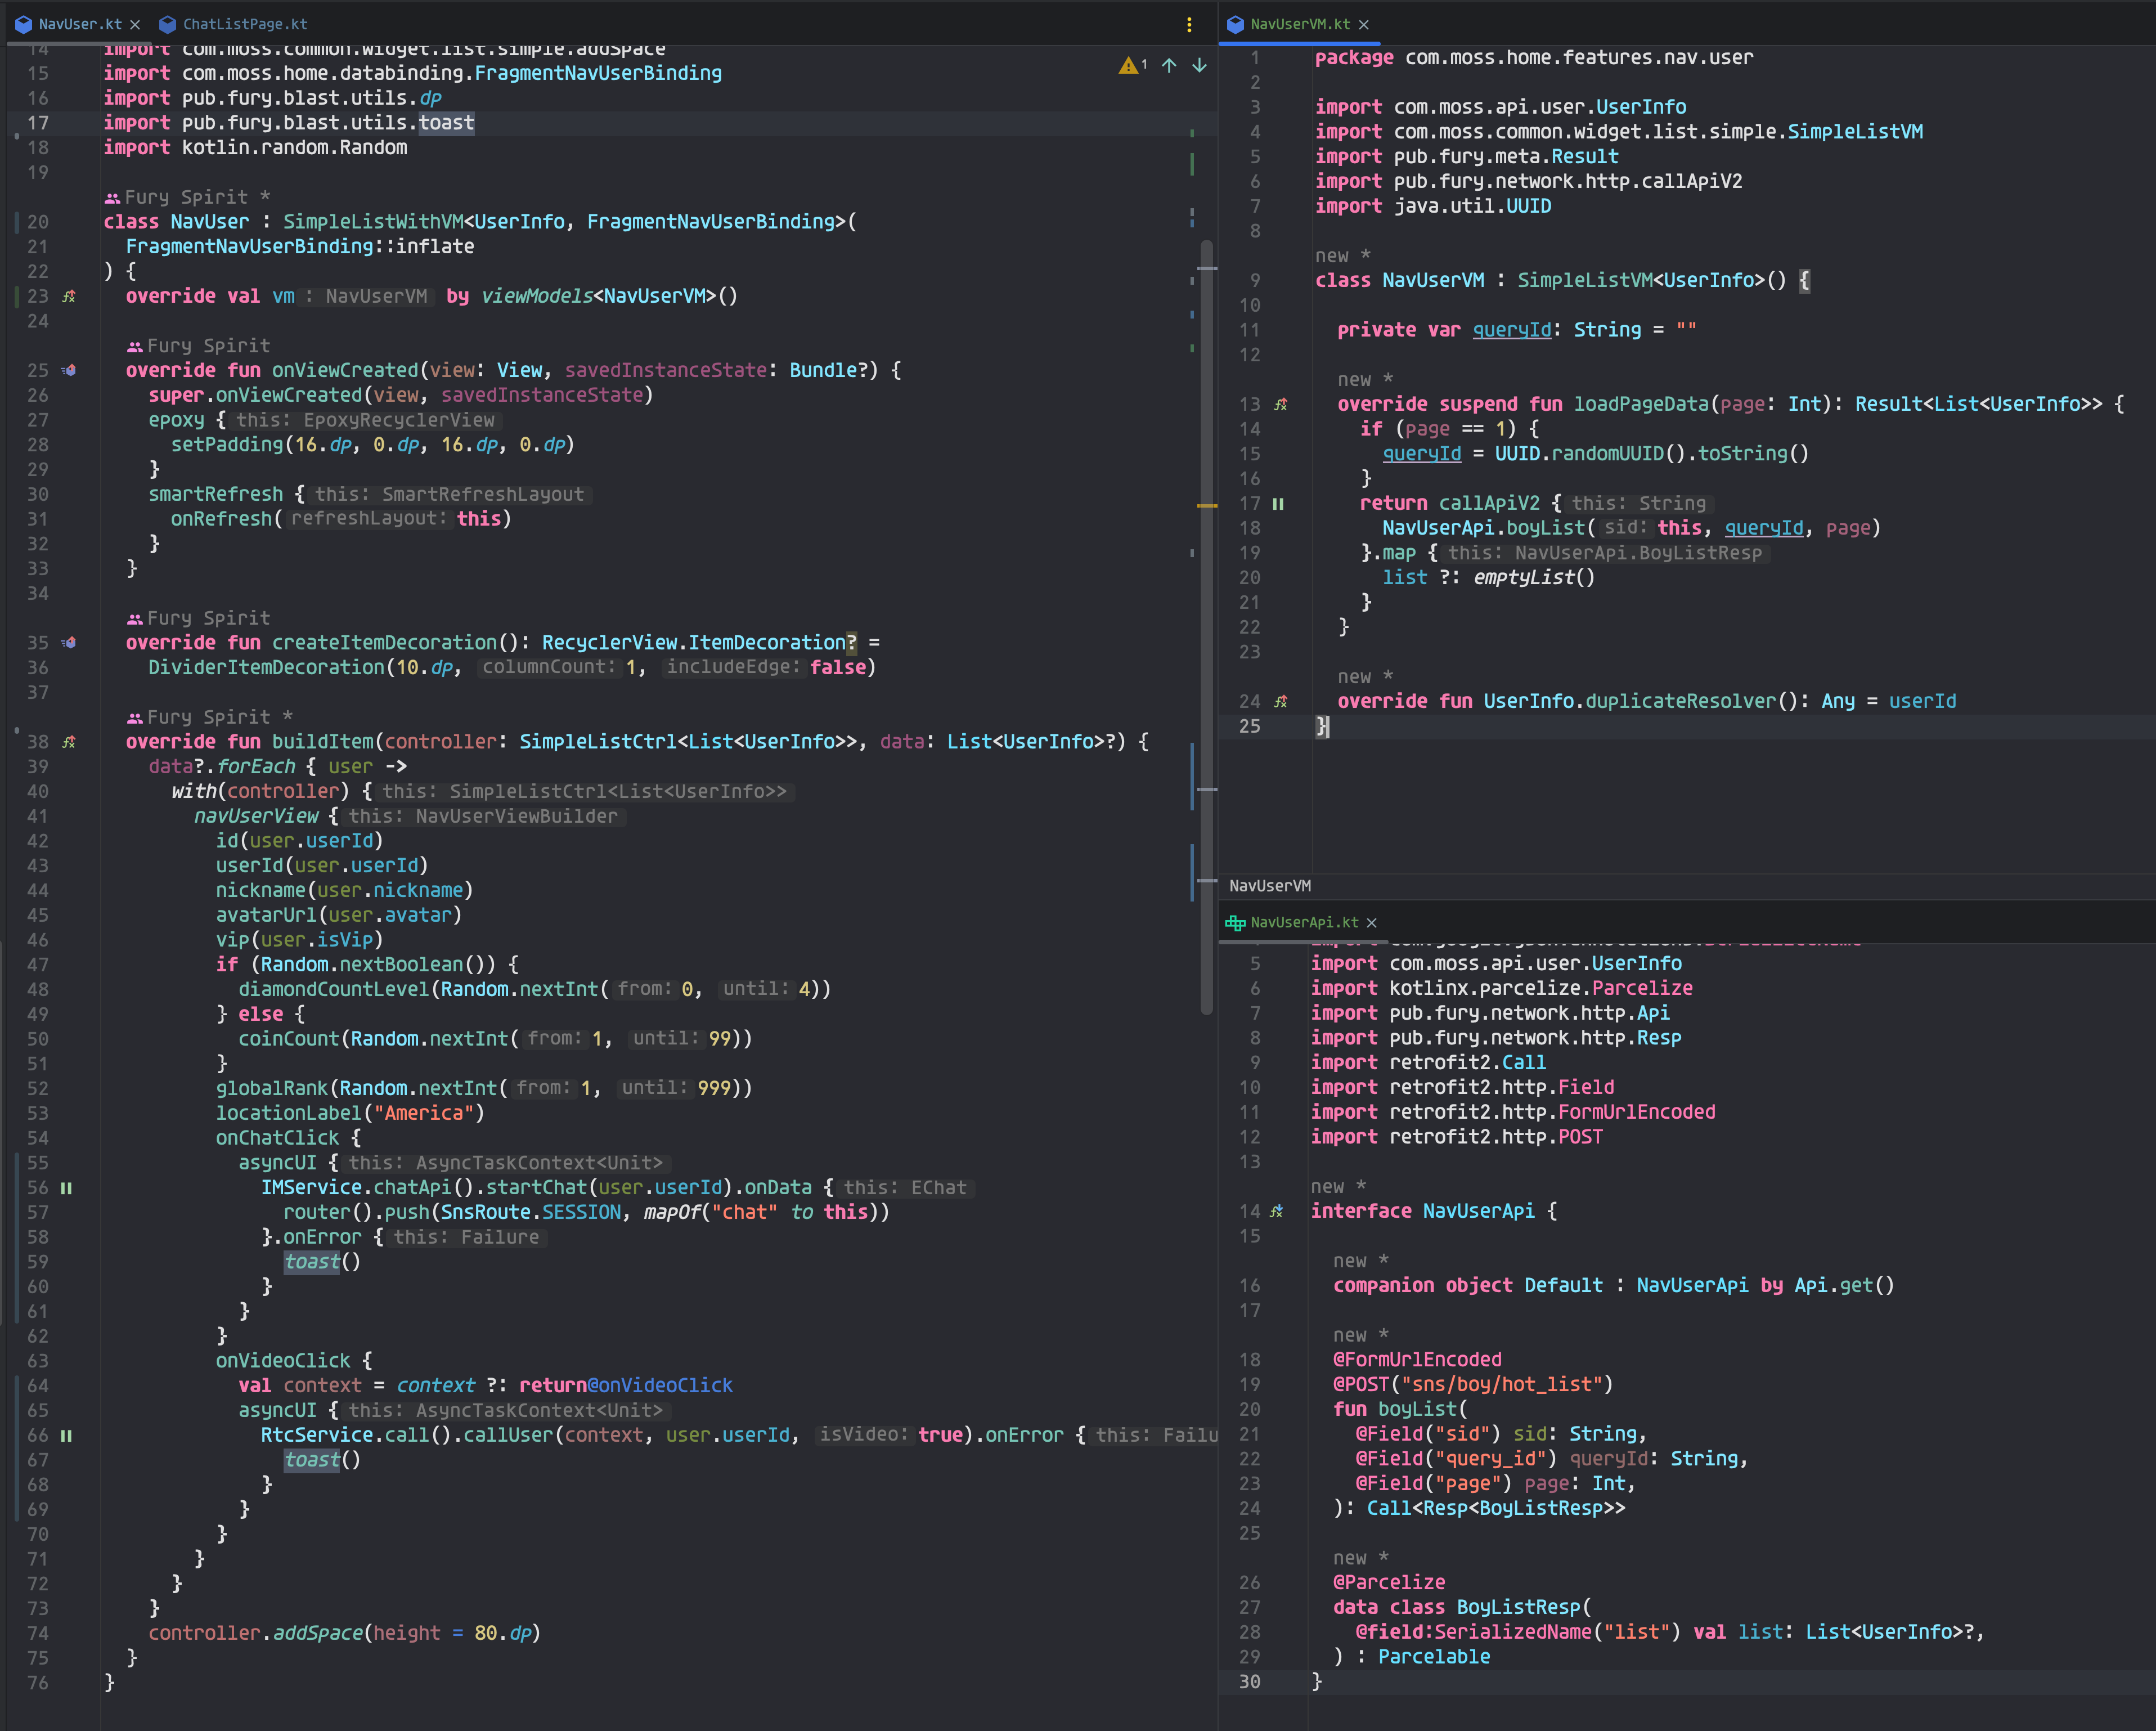 NavUser.kt
ChatListPage.kt
14 import com.moss.common.widget.list.simple.addSpace
1
15 import com.moss.home.databinding.FragmentNavUserBinding
16 import pub.fury.blast.utils.dp
17 import pub.fury.blast.utils.toast
18 import kotlin.random.Random
19
Fury Spirit *
20 class NavUser : SimpleListWithVM<UserInfo, FragmentNavUserBinding>(
21 FragmentNavUserBinding::inflate
22 ) {
23 override val vm : NavUserVM by viewModels<NavUserVM>()
24
Fury Spirit
25 override fun onViewCreated(view: View, savedInstanceState: Bundle?) {
26 super.onViewCreated(view, savedInstanceState)
27 epoxy { this: EpoxyRecyclerView
28 setPadding(16.dp, 0.dp, 16.dp, 0.dp)
29 }
30 smartRefresh { this: SmartRefreshLayout
31 onRefresh( refreshLayout: this)
32 }
33 }
34
Fury Spirit
35 override fun createItemDecoration(): RecyclerView.ItemDecoration? =
36 DividerItemDecoration(10.dp, columnCount: 1, includeEdge: false)
37
Fury Spirit *
38 override fun buildItem(controller: SimpleListCtrl<List<UserInfo>>, data: List<UserInfo>?) {
39 data?.forEach { user ->
40 with(controller) { this: SimpleListCtrl<List<UserInfo>>
41 navUserView { this: NavUserViewBuilder
42 id(user.userId)
43 userId(user.userId)
44 nickname(user.nickname)
45 avatarUrl(user.avatar)
46 vip(user.isVip)
47 if (Random.nextBoolean()) {
48 diamondCountLevel(Random.nextInt( from: 0, until: 4))
49 } else {
50 coinCount(Random.nextInt( from: 1, until: 99))
51 }
52 globalRank(Random.nextInt( from: 1, until: 999))
53 locationLabel("America")
54 onChatClick {
55 asyncUI { this: AsyncTaskContext<Unit>
56 IMService.chatApi().startChat(user.userId).onData { this: EChat
57 router().push(SnsRoute.SESSION, mapOf("chat" to this))
58 }.onError { this: Failure
59 toast()
60 }
61 }
62 }
63 onVideoClick {
64 val context = context ?: return@onVideoClick
65 asyncUI { this: AsyncTaskContext<Unit>
66 RtcService.call().callUser(context, user.userId, isVideo: true).onError { this: Failu
67 toast()
68 }
69 }
70 }
71 }
72 }
73 }
74 controller.addSpace(height = 80.dp)
75 }
76 }
NavUserVM.kt
1 package com.moss.home.features.nav.user
2
3 import com.moss.api.user.UserInfo
4 import com.moss.common.widget.list.simple.SimpleListVM
5 import pub.fury.meta.Result
6 import pub.fury.network.http.callApiV2
7 import java.util.UUID
8
new *
9 class NavUserVM : SimpleListVM<UserInfo>() {
10
11 private var queryId: String = ""
12
new *
13 override suspend fun loadPageData(page: Int): Result<List<UserInfo>> {
14 if (page == 1) {
15 queryId = UUID.randomUUID().toString()
16 }
17 return callApiV2 { this: String
18 NavUserApi.boyList( sid: this, queryId, page)
19 }.map { this: NavUserApi.BoyListResp
20 list ?: emptyList()
21 }
22 }
23
new *
24 override fun UserInfo.duplicateResolver(): Any = userId
25 }
NavUserVM
NavUserApi.kt
5 import com.moss.api.user.UserInfo
6 import kotlinx.parcelize.Parcelize
7 import pub.fury.network.http.Api
8 import pub.fury.network.http.Resp
9 import retrofit2.Call
10 import retrofit2.http.Field
11 import retrofit2.http.FormUrlEncoded
12 import retrofit2.http.POST
13
new *
14 interface NavUserApi {
15
new *
16 companion object Default : NavUserApi by Api.get()
17
new *
18 @FormUrlEncoded
19 @POST("sns/boy/hot_list")
20 fun boyList(
21 @Field("sid") sid: String,
22 @Field("query_id") queryId: String,
23 @Field("page") page: Int,
24 ): Call<Resp<BoyListResp>>
25
new *
26 @Parcelize
27 data class BoyListResp(
28 @field:SerializedName("list") val list: List<UserInfo>?,
29 ) : Parcelable
30 }